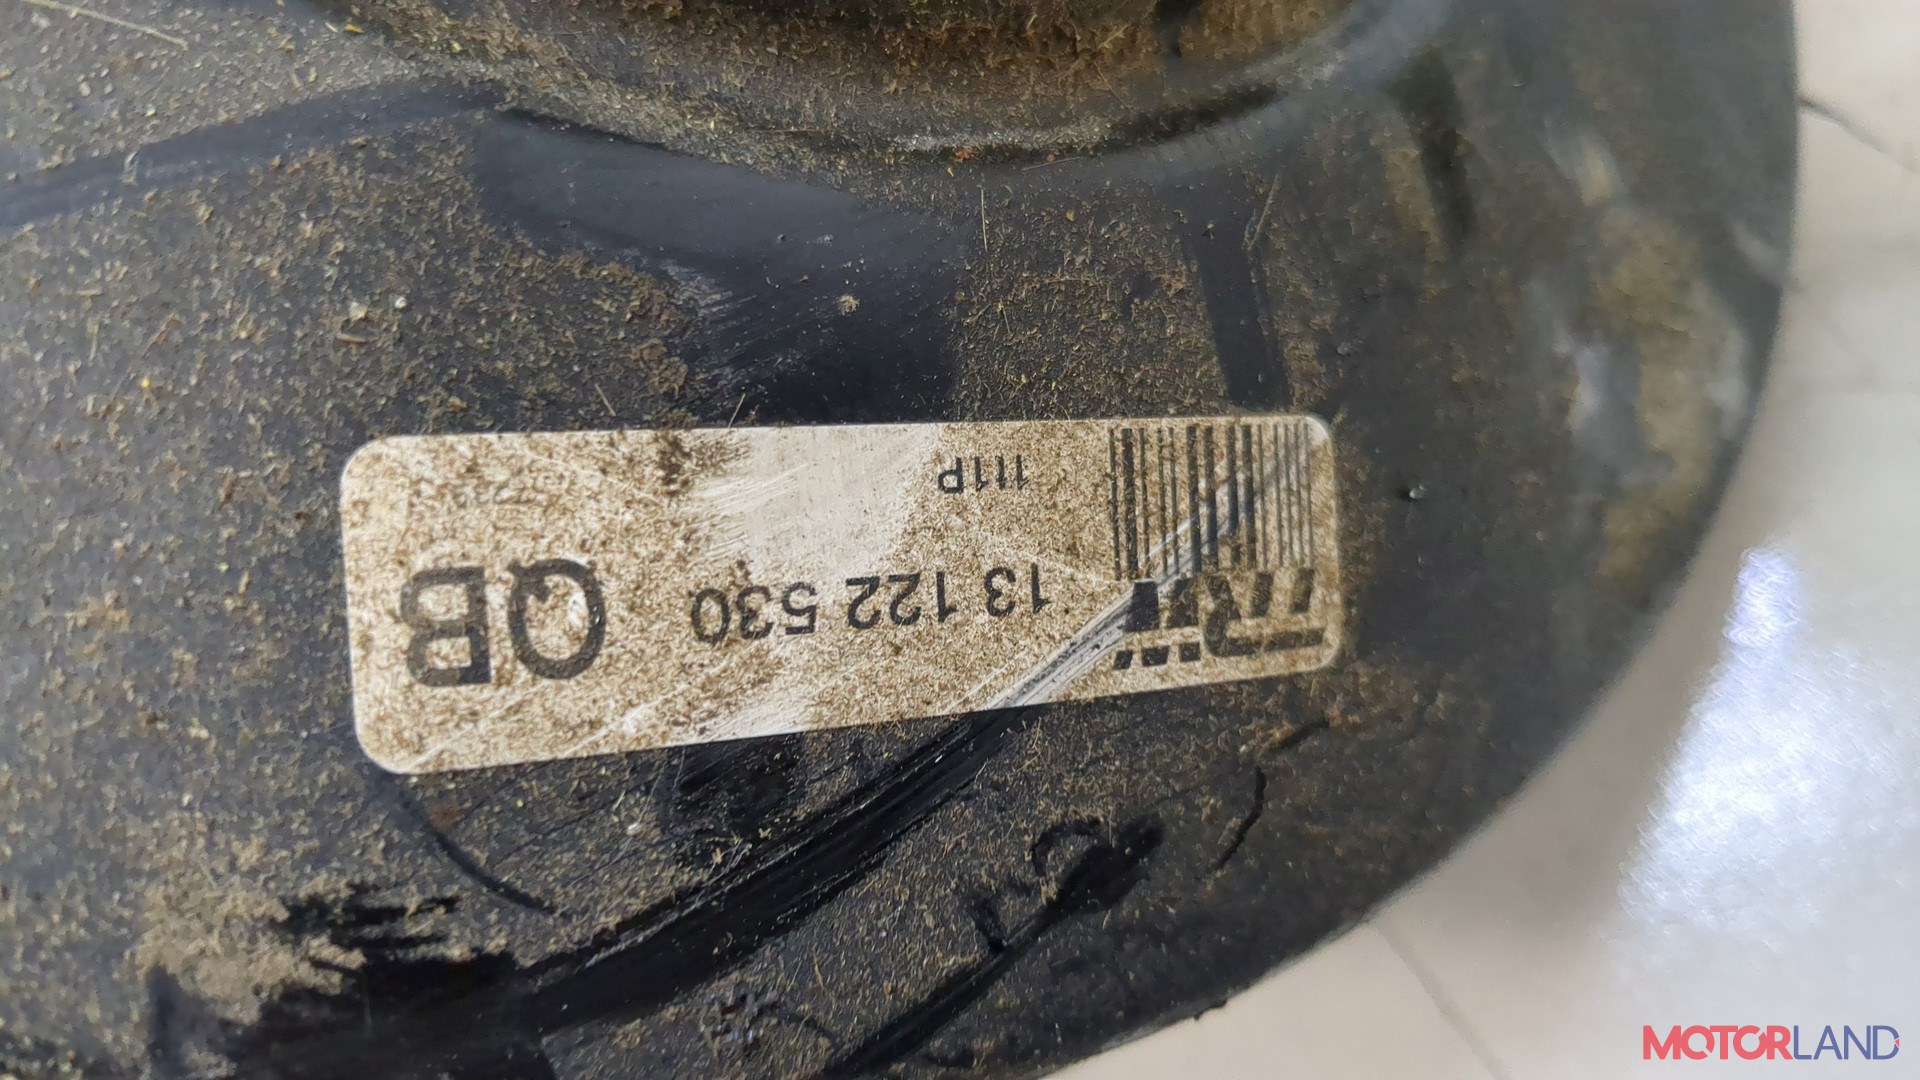 TRW
13 122 530
QB
111P
MOTORLAND